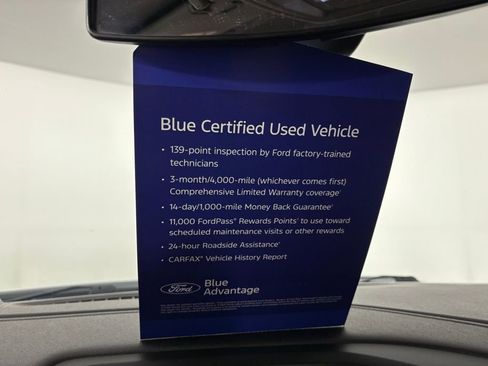 Blue Certified Used Vehicle
• 139-point inspection by Ford factory-trained
technicians
• 3-month/4,000-mile (whichever comes first)
Comprehensive Limited Warranty coverage*
• 14-day/1,000-mile Money Back Guarantee*
• 11,000 FordPass® Rewards Points* to use toward
scheduled maintenance visits or other rewards
• 24-hour Roadside Assistance*
• CARFAX® Vehicle History Report
Ford
Blue
Advantage